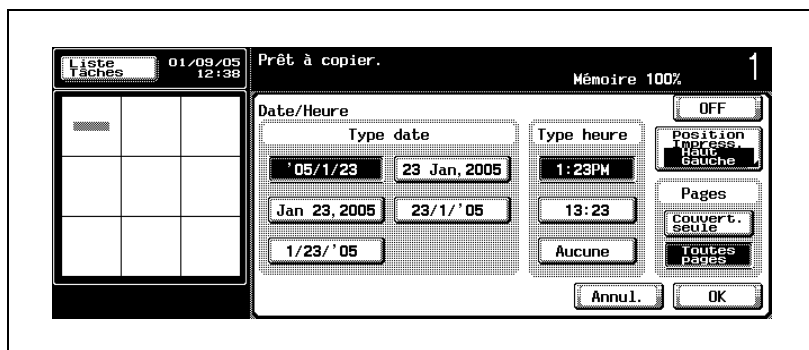 Liste
Tâches
01/09/05
12:38
Prêt à copier.
Mémoire 100%
1
Date/Heure
OFF
Type date
Type heure
Position
Impress.
Haut
Gauche
'05/1/23
23 Jan,2005
1:23PM
Pages
Jan 23,2005
23/1/'05
13:23
Couvert.
seule
1/23/'05
Aucune
Toutes
pages
Annul.
OK